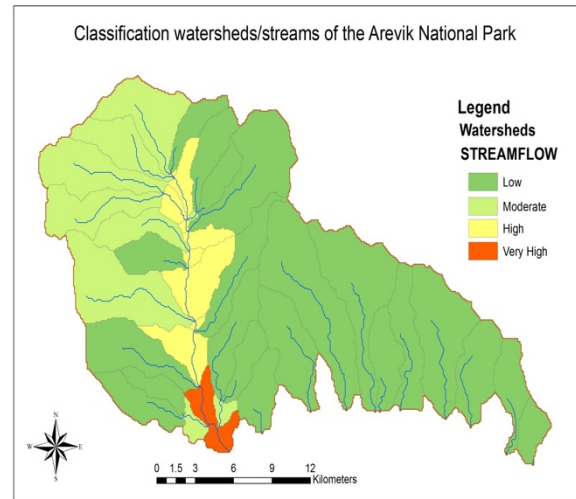 Classification watersheds/streams of the Arevik National Park
Legend
Watersheds
STREAMFLOW
Low
Moderate
High
Very High
N
W E
S
0 1.5 3 6 9 12
Kilometers